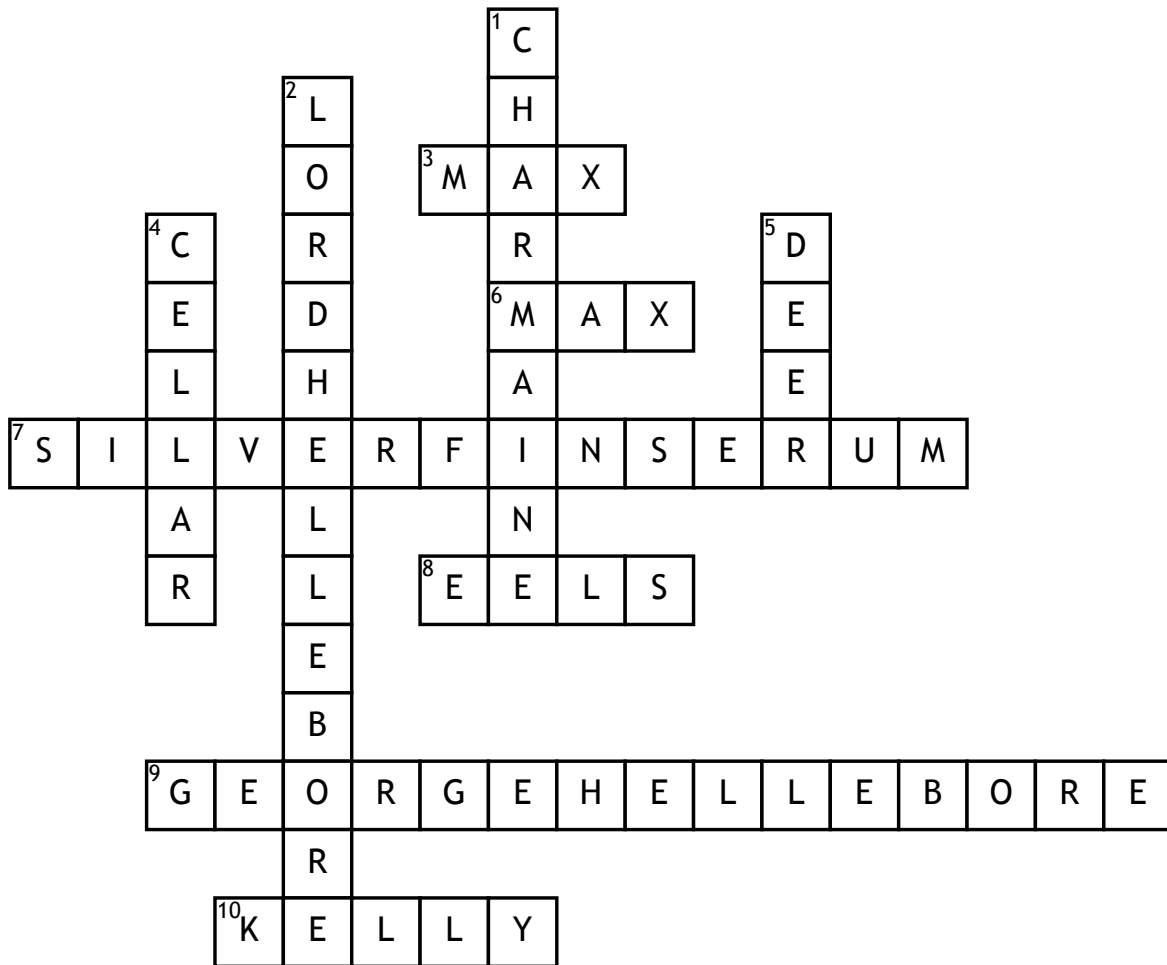 1 C
2 L H
O 3 M A X
4 C R R 5 D
E D 6 M A X E
L H A E
7 S I L V E R F I N S E R U M
A L N
R L 8 E E L S
E
B
9 G E O R G E H E L L E B O R E
R
10 K E L L Y